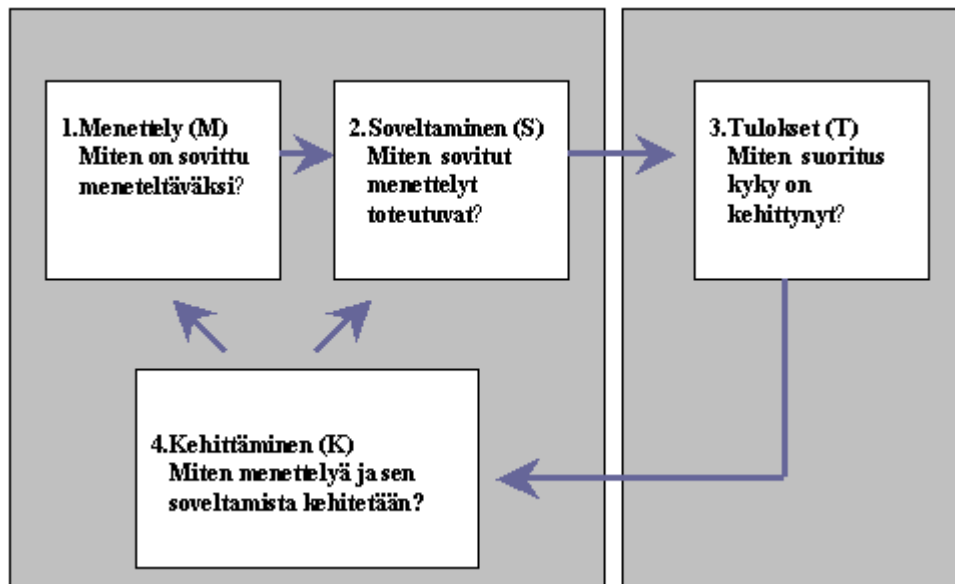 1.Menettely (M)
Miten on sovittu
meneteltäväksi?
2.Soveltaminen (S)
Miten sovitut
menettelyt
toteutuvat?
3.Tulokset (T)
Miten suoritus
kyky on
kehittynyt?
4.Kehittäminen (K)
Miten menettelyä ja sen
soveltamista kehitetään?